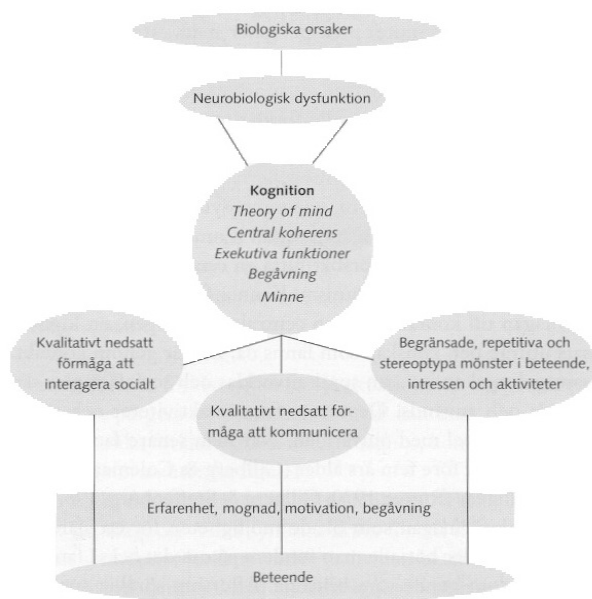 Biologiska orsaker
Neurobiologisk dysfunktion
Kognition
Theory of mind
Central koherens
Exekutiva funktioner
Begåvning
Minne
Kvalitativt nedsatt
förmåga att
interagera socialt
Kvalitativt nedsatt för-
måga att kommunicera
Begränsade, repetitiva och
stereoptypa mönster i beteende,
intressen och aktiviteter
Erfarenhet, mognad, motivation, begåvning
Beteende